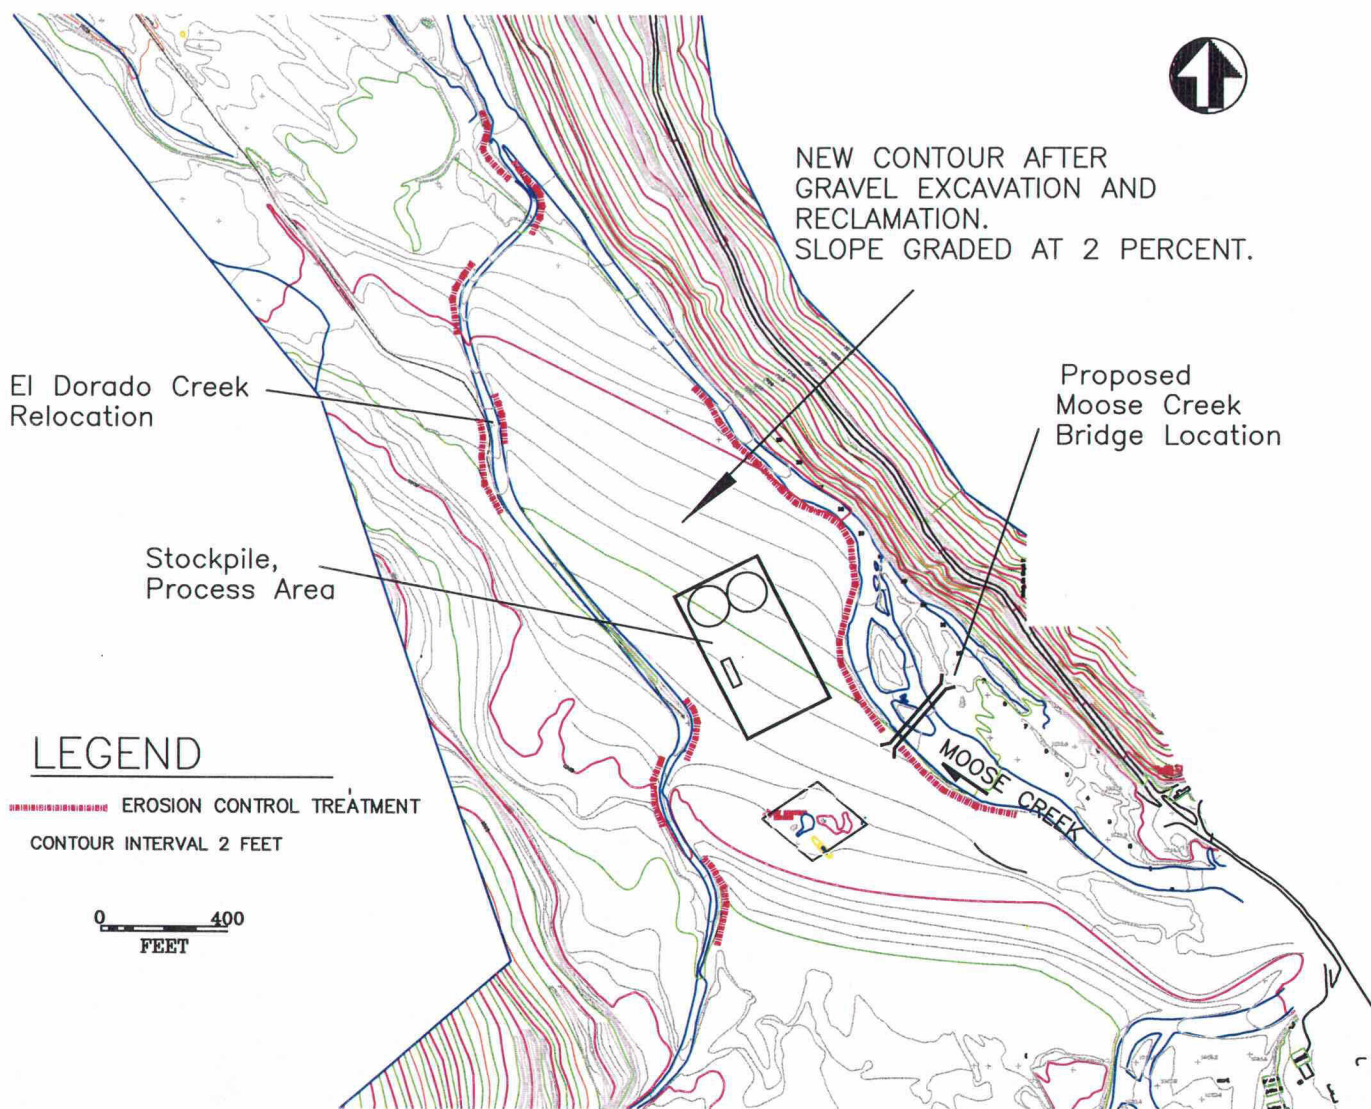 NEW CONTOUR AFTER
GRAVEL EXCAVATION AND
RECLAMATION.
SLOPE GRADED AT 2 PERCENT.
El Dorado Creek
Relocation
Proposed
Moose Creek
Bridge Location
Stockpile,
Process Area
MOOSE CREEK
LEGEND
EROSION CONTROL TREATMENT
CONTOUR INTERVAL 2 FEET
0 400
FEET